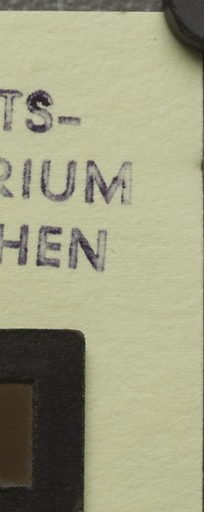 TS-
RIUM
HEN